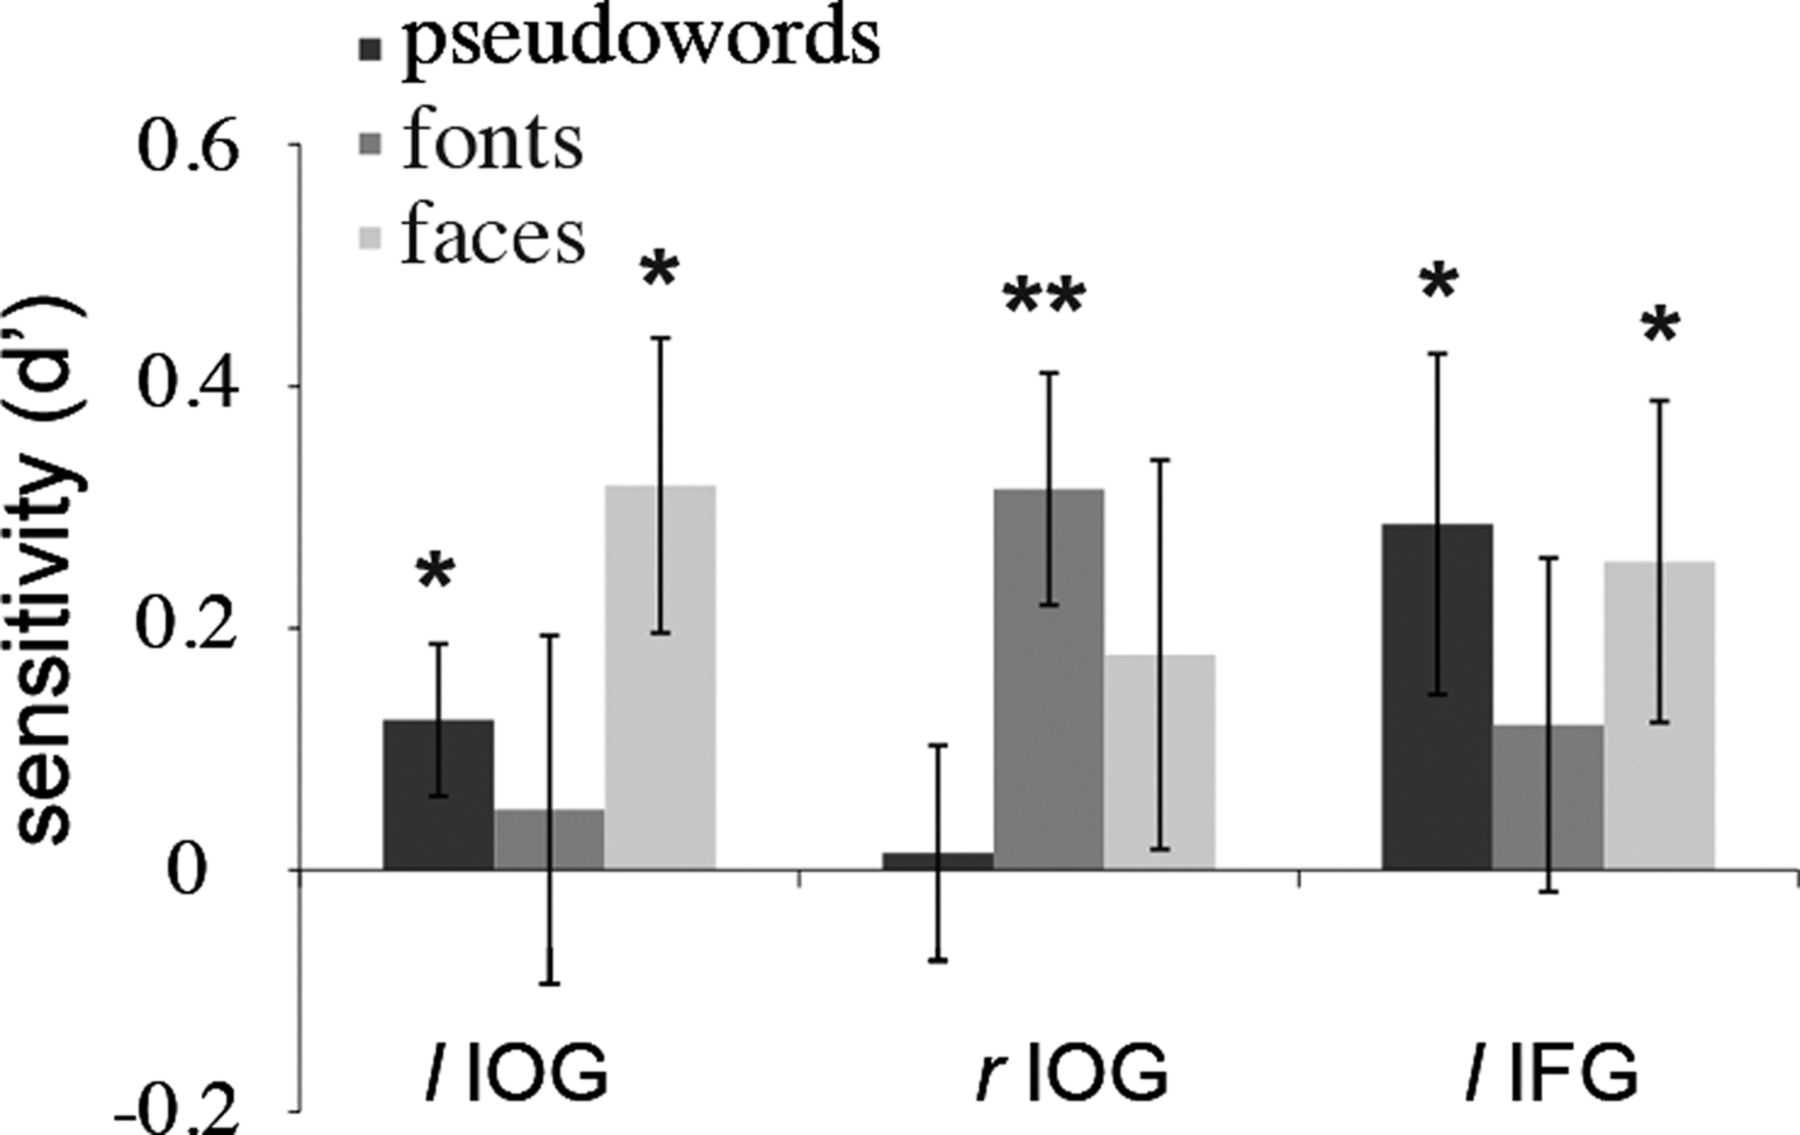 pseudowords
fonts
faces
sensitivity (d’)
0.6
0.4
0.2
0
-0.2
*
*
**
*
*
l IOG
r IOG
l IFG